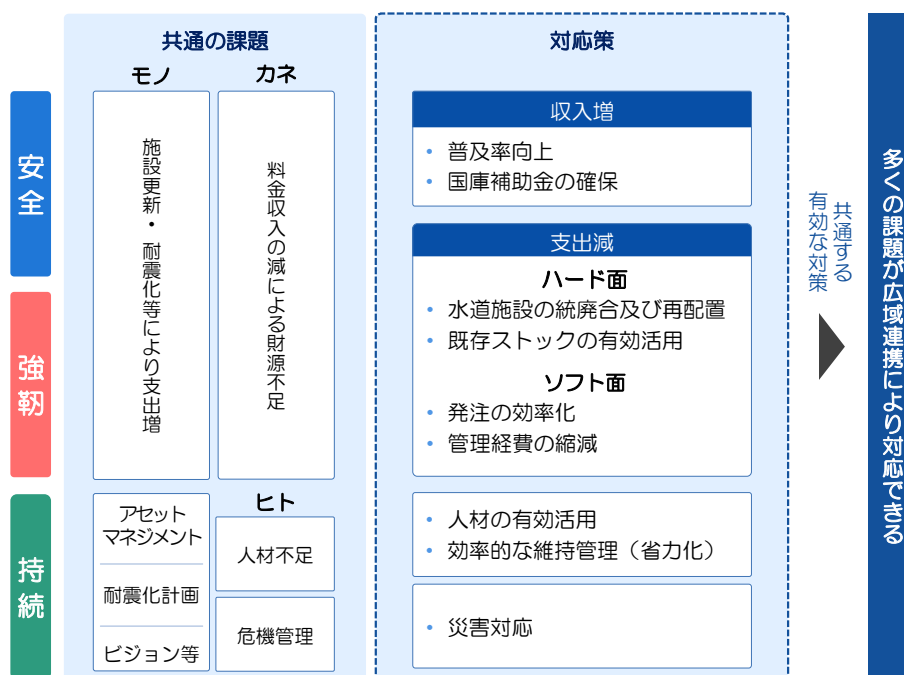 共通の課題
モノ
カネ
安全
強靭
持続
施設更新・耐震化等により支出増
料金収入の減による財源不足
アセット
マネジメント
耐震化計画
ビジョン等
ヒト
人材不足
危機管理
対応策
収入増
・ 普及率向上
・ 国庫補助金の確保
支出減
ハード面
・ 水道施設の統廃合及び再配置
・ 既存ストックの有効活用
ソフト面
・ 発注の効率化
・ 管理経費の縮減
・ 人材の有効活用
・ 効率的な維持管理（省力化）
・ 災害対応
共通する
有効な対策
多くの課題が広域連携により対応できる